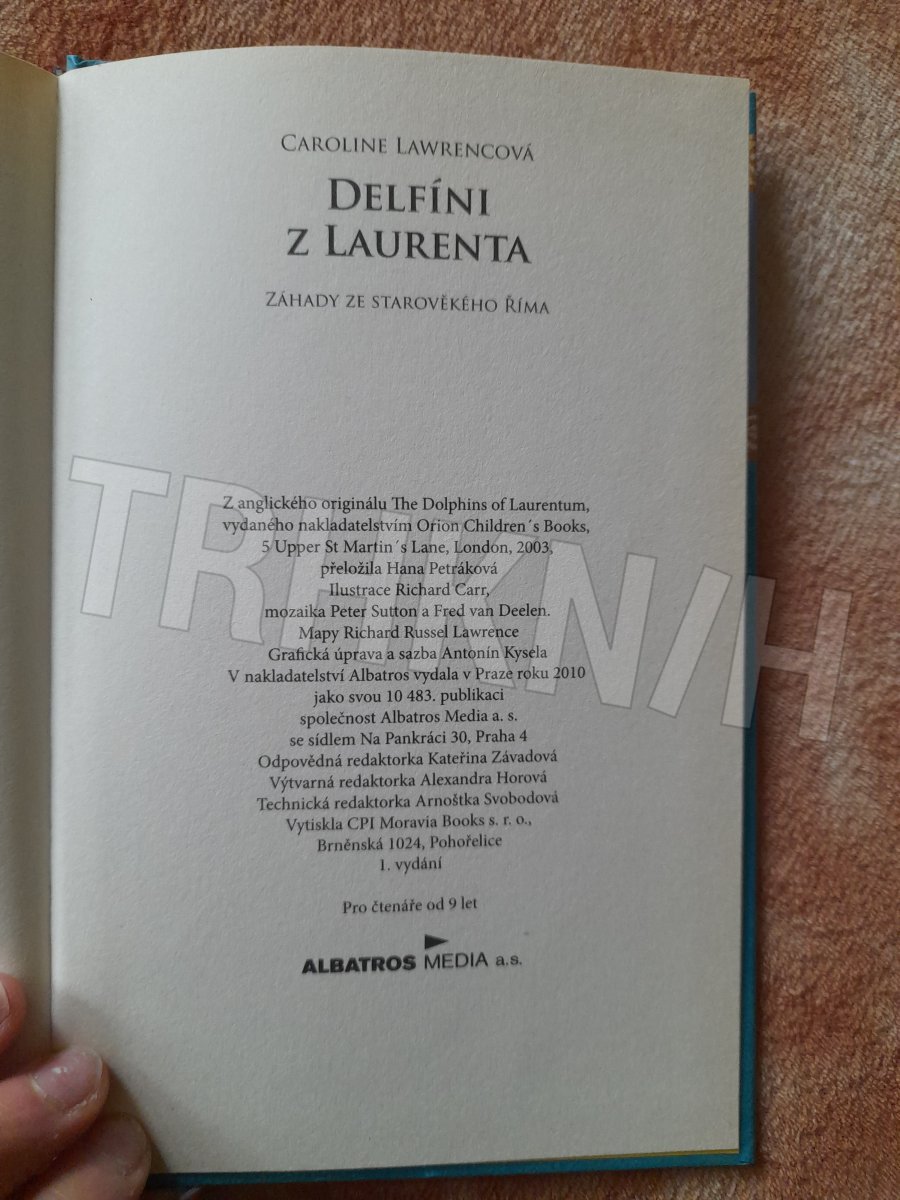 Caroline Lawrencová
Delfíni
z Laurenta
Záhady ze starověkého Říma
Z anglického originálu The Dolphins of Laurentum,
vydaného nakladatelstvím Orion Children´s Books,
5 Upper St Martin´s Lane, London, 2003,
přeložila Hana Petráková
Ilustrace Richard Carr,
mozaika Peter Sutton a Fred van Deelen.
Mapy Richard Russel Lawrence
Grafická úprava a sazba Antonín Kysela
V nakladatelství Albatros vydala v Praze roku 2010
jako svou 10 483. publikaci
společnost Albatros Media a. s.
se sídlem Na Pankráci 30, Praha 4
Odpovědná redaktorka Kateřina Závadová
Výtvarná redaktorka Alexandra Horová
Technická redaktorka Arnoštka Svobodová
Vytiskla CPI Moravia Books s. r. o.,
Brněnská 1024, Pohořelice
1. vydání
Pro čtenáře od 9 let
ALBATROS MEDIA a.s.
TRHKNIH